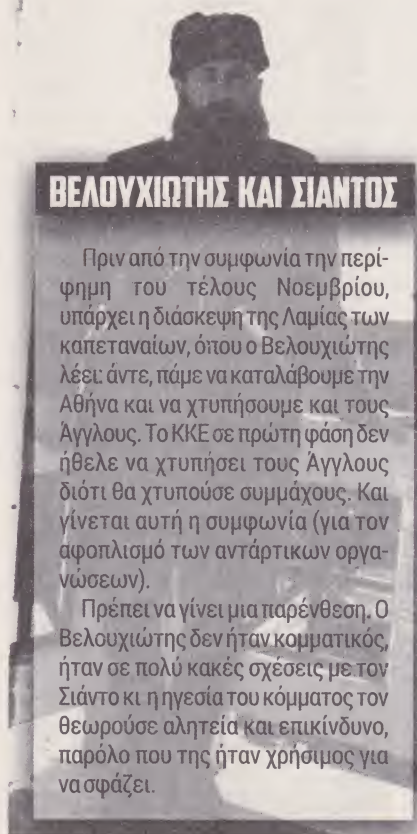 ΒΕΛΟΥΧΙΩΤΗΣ ΚΑΙ ΣΙΑΝΤΟΣ
Πριν από την συμφωνία την περί-
φημη του τέλους Νοεμβρίου,
υπάρχει η διάσκεψη της Λαμίας των
καπεταναίων, όπου ο Βελουχιώτης
λέει: άντε, πάμε να καταλάβουμε την
Αθήνα και να χτυπήσουμε και τους
Άγγλους. Το ΚΚΕ σε πρώτη φάση δεν
ήθελε να χτυπήσει τους Άγγλους
διότι θα χτυπούσε συμμάχους. Και
γίνεται αυτή η συμφωνία (για τον
αφοπλισμό των αντάρτικων οργα-
νώσεων).
Πρέπει να γίνει μια παρένθεση. Ο
Βελουχιώτης δεν ήταν κομματικός,
ήταν σε πολύ κακές σχέσεις με τον
Σιάντο κι η ηγεσία του κόμματος τον
θεωρούσε αλητεία και επικίνδυνο,
παρόλο που της ήταν χρήσιμος για
να σφάζει.